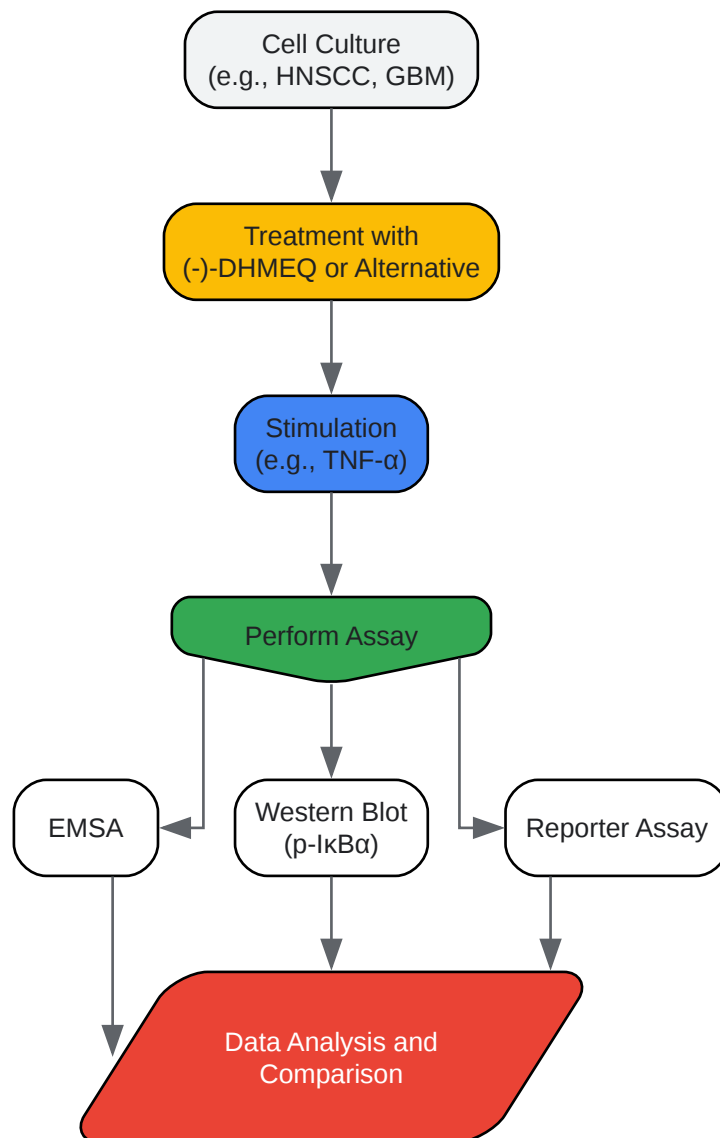 Cell Culture
(e.g., HNSCC, GBM)
Treatment with
(-)-DHMEQ or Alternative
Stimulation
(e.g., TNF-α)
Perform Assay
EMSA
Western Blot
(p-IκBα)
Reporter Assay
Data Analysis and
Comparison